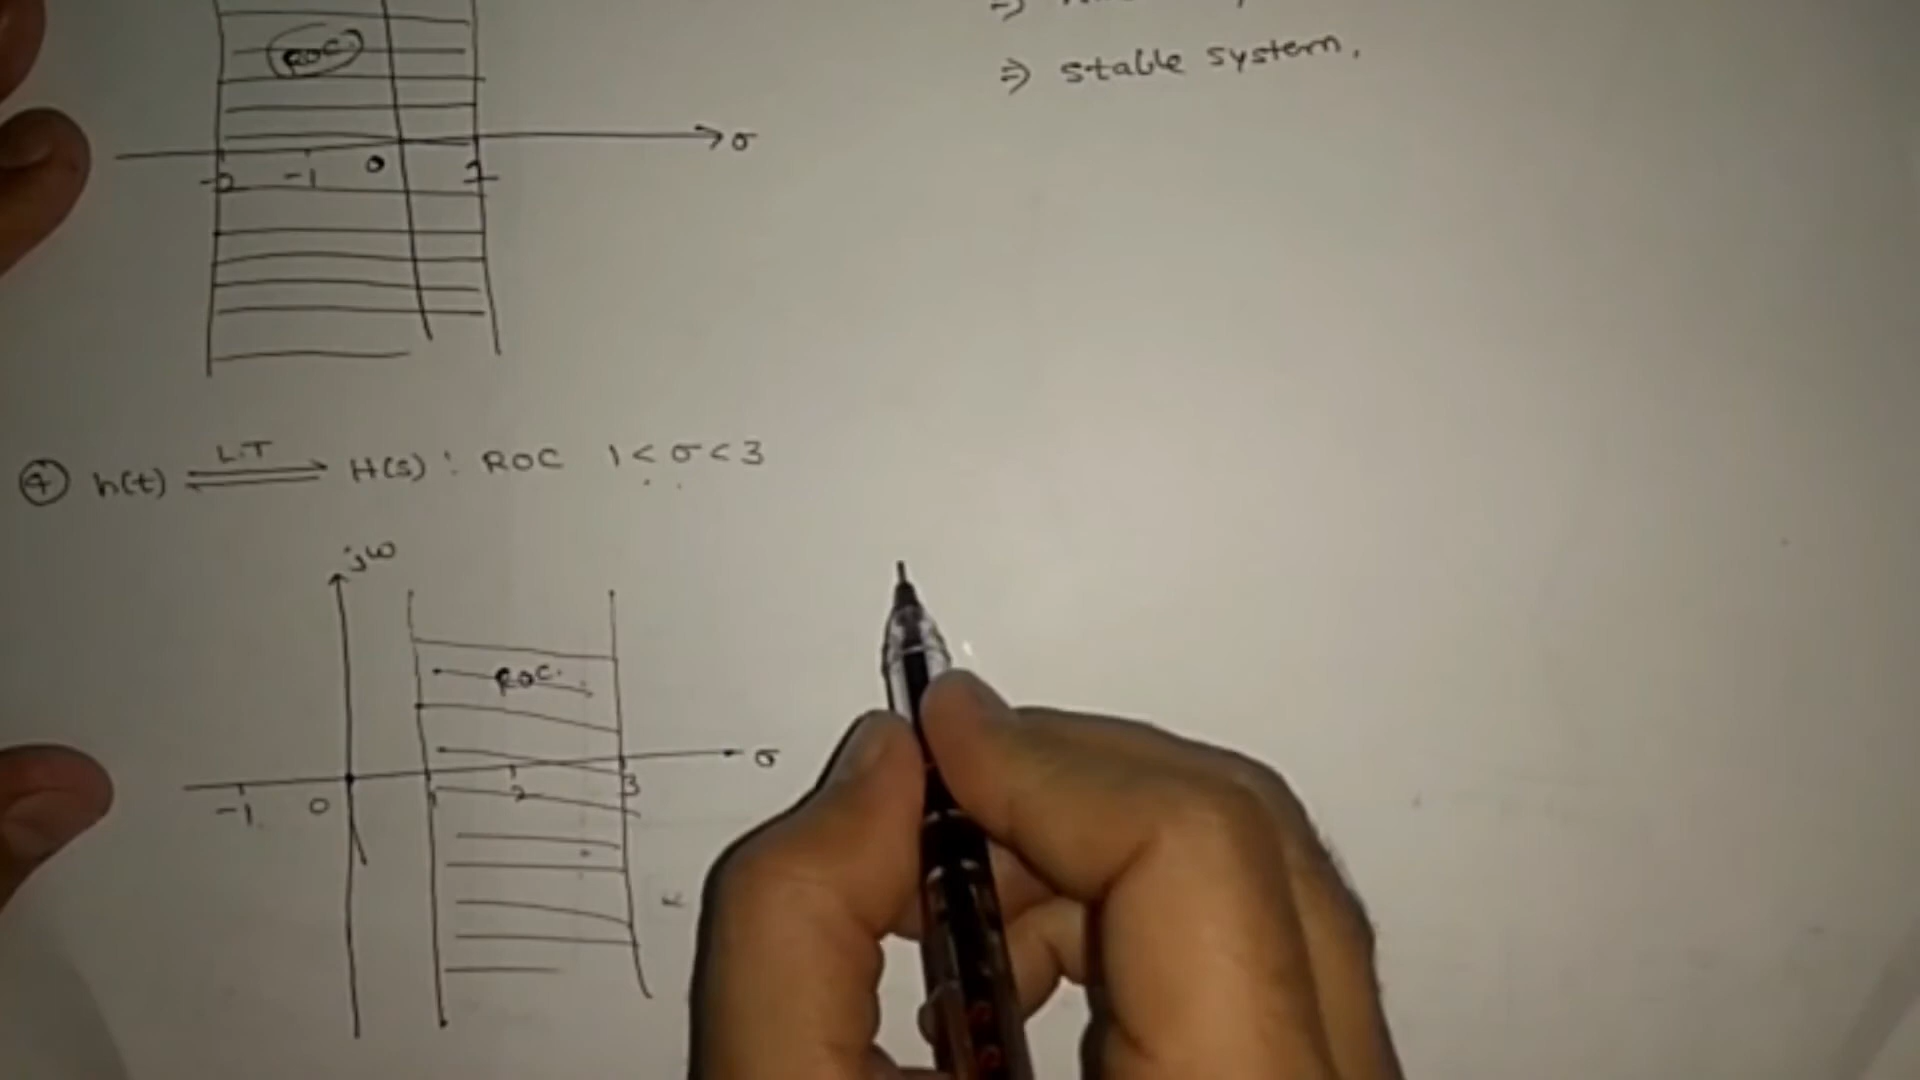 ROC
⇒ stable system.
σ
-2 -1 0 1
④ h(t) L.T ⇌ H(s) : ROC 1 < σ < 3
jω
ROC.
σ
-1 0 1 2 3